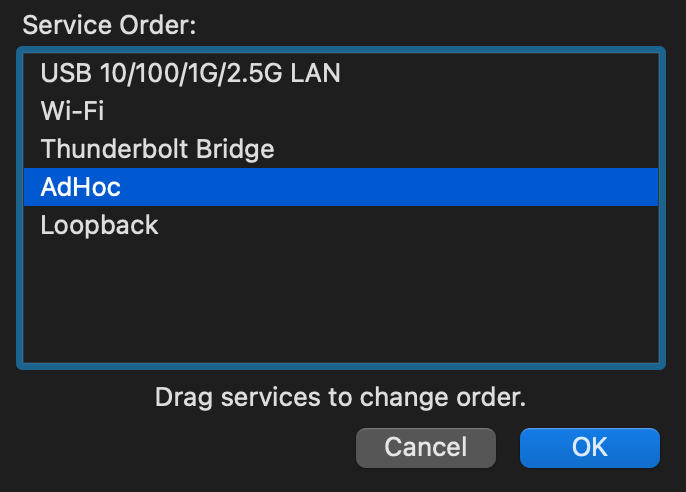 Service Order:
USB 10/100/1G/2.5G LAN
Wi-Fi
Thunderbolt Bridge
AdHoc
Loopback
Drag services to change order.
Cancel
OK